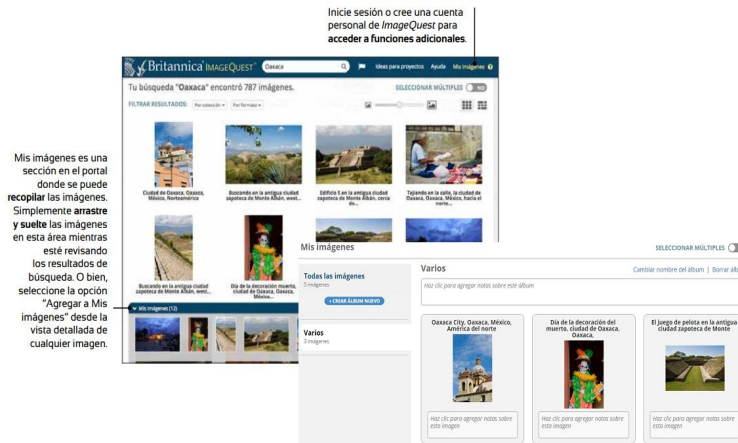 Inicie sesión o cree una cuenta
personal de ImageQuest para
acceder a funciones adicionales.
Britannica IMAGEQUEST
Oaxaca
Ideas para proyectos
Ayuda
Mis imágenes
Tu búsqueda "Oaxaca" encontró 787 imágenes.
SELECCIONAR MÚLTIPLES NO
FILTRAR RESULTADOS: Por colección Por formato
Ciudad de Oaxaca, Oaxaca,
México, Norteamérica
Buscando en la antigua ciudad
zapoteca de Monte Albán, west...
Edificio 5 en la antigua ciudad
zapoteca de Monte Albán, cerca
de...
Tejiendo en la calle, la ciudad de
Oaxaca, Oaxaca, México, hacia el
norte...
Buscando en la antigua ciudad
zapoteca de Monte Albán, west...
Día de la decoración muerto,
ciudad de Oaxaca, Oaxaca,
México...
Mis imágenes (12)
Mis imágenes es una
sección en el portal
donde se puede
recopilar las imágenes.
Simplemente arrastre
y suelte las imágenes
en esta área mientras
esté revisando
los resultados de
búsqueda. O bien,
seleccione la opción
"Agregar a Mis
imágenes" desde la
vista detallada de
cualquier imagen.
Mis imágenes
SELECCIONAR MÚLTIPLES
Todas las imágenes
5 imágenes
+ CREAR ÁLBUM NUEVO
Varios
3 imágenes
Varios
Cambiar nombre del álbum | Borrar álb
Haz clic para agregar notas sobre este álbum
Oaxaca City, Oaxaca, México,
América del norte
Haz clic para agregar notas sobre
esta imagen
Día de la decoración del
muerto, ciudad de Oaxaca,
Oaxaca,
Haz clic para agregar notas sobre
esta imagen
El juego de pelota en la antigua
ciudad zapoteca de Monte
Haz clic para agregar notas sobre
esta imagen